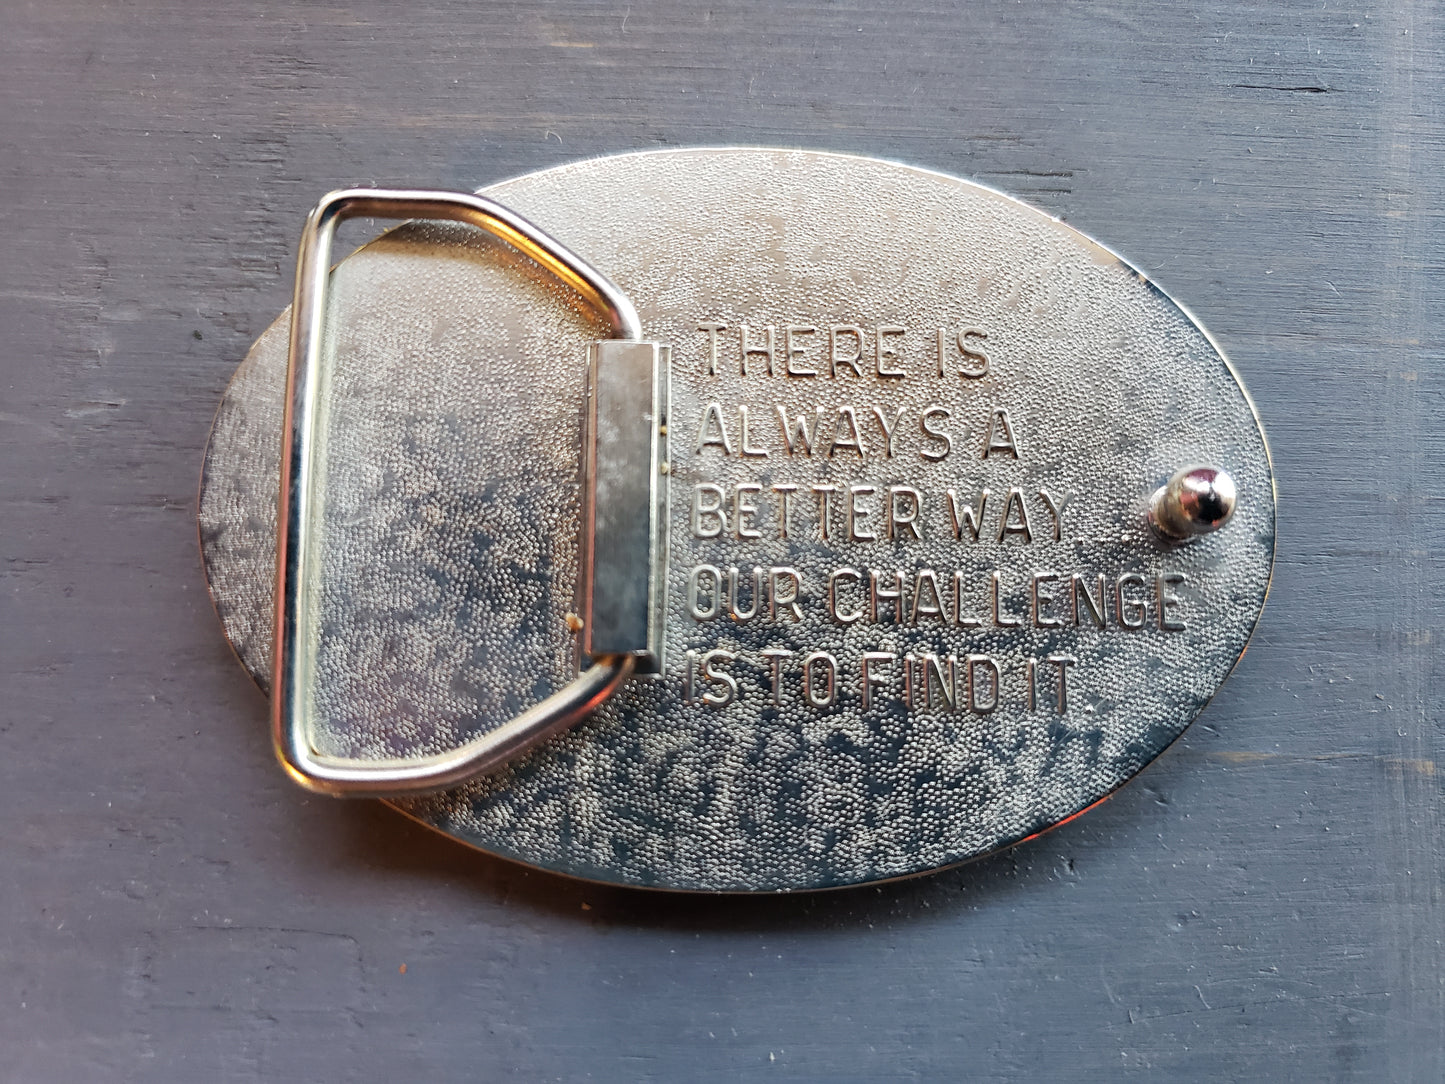 THERE IS
ALWAYS A
BETTER WAY
OUR CHALLENGE
IS TO FIND IT.